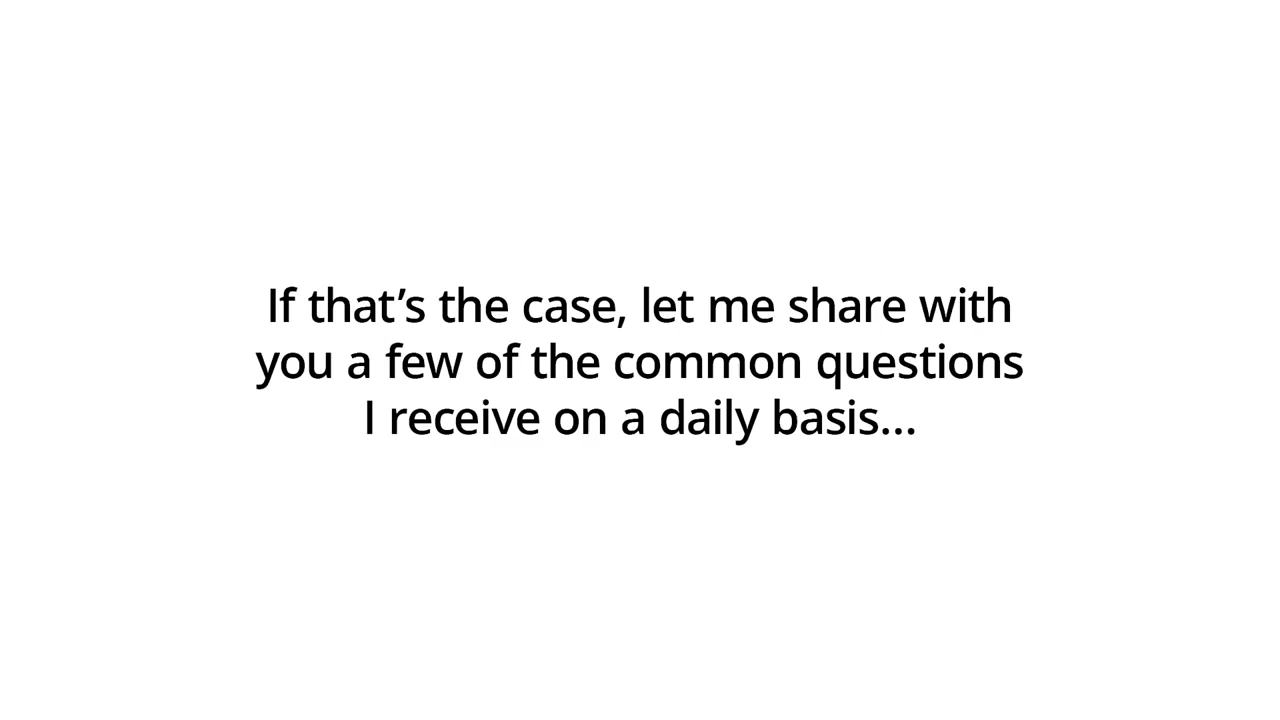 If that’s the case, let me share with
you a few of the common questions
I receive on a daily basis...